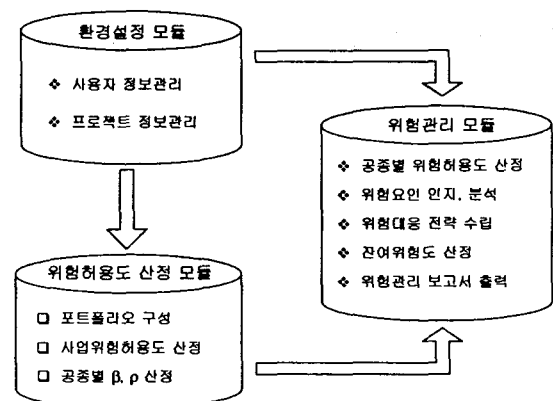 환경설정 모듈
❖ 사용자 정보관리
❖ 프로젝트 정보관리
위험허용도 산정 모듈
❑ 포트폴리오 구성
❑ 사업위험허용도 산정
❑ 공종별 β, ρ 산정
위험관리 모듈
❖ 공종별 위험허용도 산정
❖ 위험요인 인지, 분석
❖ 위험대응 전략 수립
❖ 잔여위험도 산정
❖ 위험관리 보고서 출력